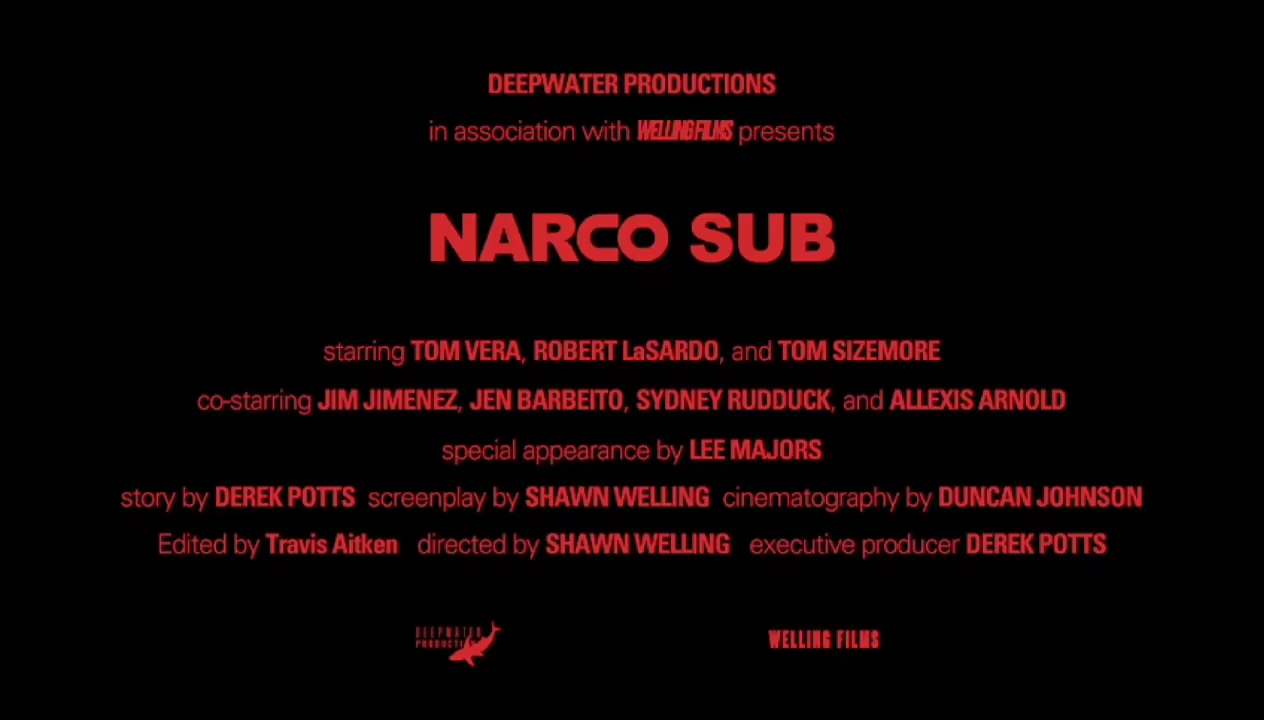 DEEPWATER PRODUCTIONS
in association with WELLING FILMS presents
NARCO SUB
starring TOM VERA, ROBERT LaSARDO, and TOM SIZEMORE
co-starring JIM JIMENEZ, JEN BARBEITO, SYDNEY RUDDUCK, and ALLEXIS ARNOLD
special appearance by LEE MAJORS
story by DEREK POTTS screenplay by SHAWN WELLING cinematography by DUNCAN JOHNSON
Edited by Travis Aitken directed by SHAWN WELLING executive producer DEREK POTTS
DEEPWATER
WELLING FILMS